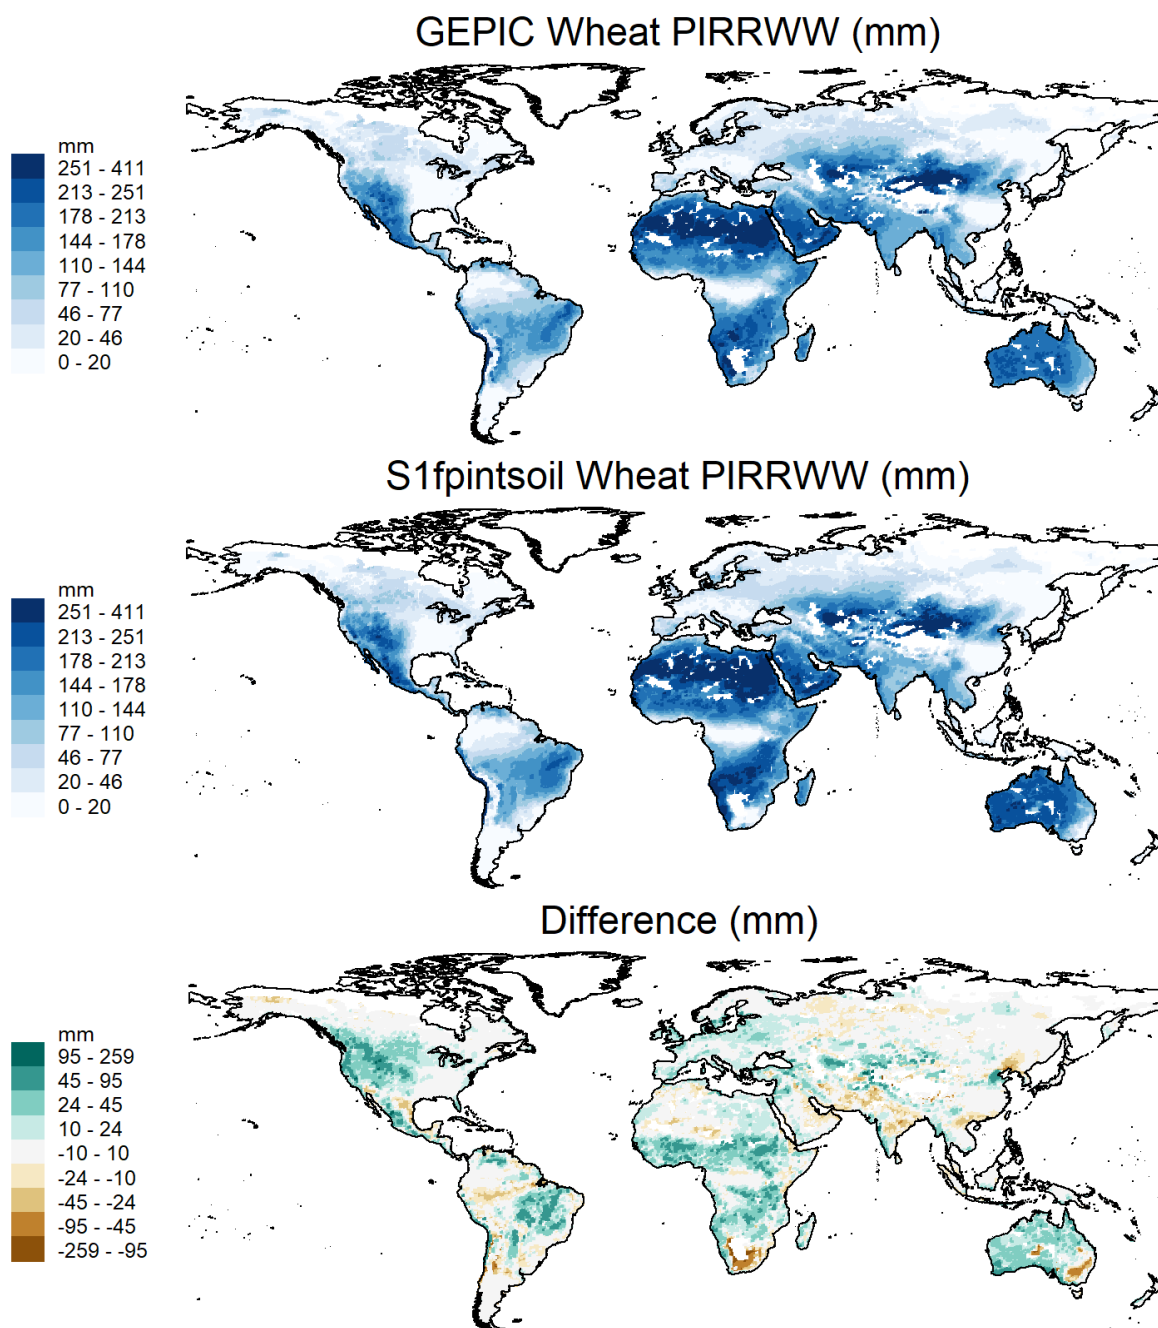 GEPIC Wheat PIRRWW (mm)
mm
251 - 411
213 - 251
178 - 213
144 - 178
110 - 144
77 - 110
46 - 77
20 - 46
0 - 20
S1fpintsoil Wheat PIRRWW (mm)
mm
251 - 411
213 - 251
178 - 213
144 - 178
110 - 144
77 - 110
46 - 77
20 - 46
0 - 20
Difference (mm)
mm
95 - 259
45 - 95
24 - 45
10 - 24
-10 - 10
-24 - -10
-45 - -24
-95 - -45
-259 - -95